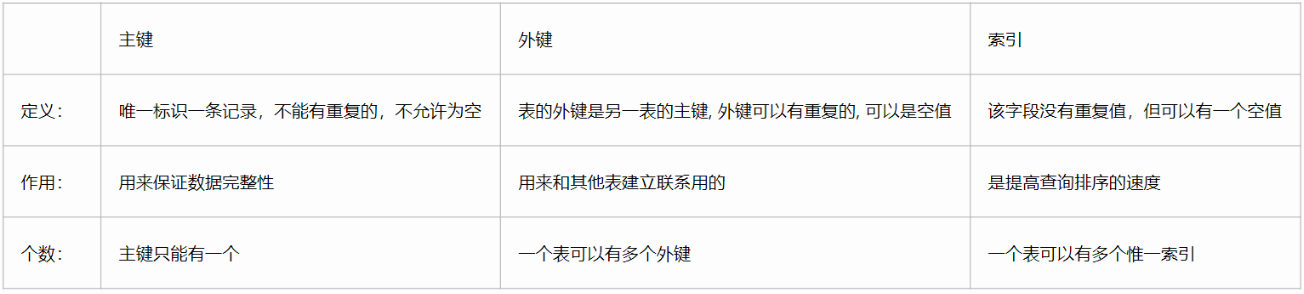 主键 外键 索引
定义： 唯一标识一条记录，不能有重复的，不允许为空 表的外键是另一表的主键, 外键可以有重复的, 可以是空值 该字段没有重复值，但可以有一个空值
作用： 用来保证数据完整性 用来和其他表建立联系用的 是提高查询排序的速度
个数： 主键只能有一个 一个表可以有多个外键 一个表可以有多个惟一索引